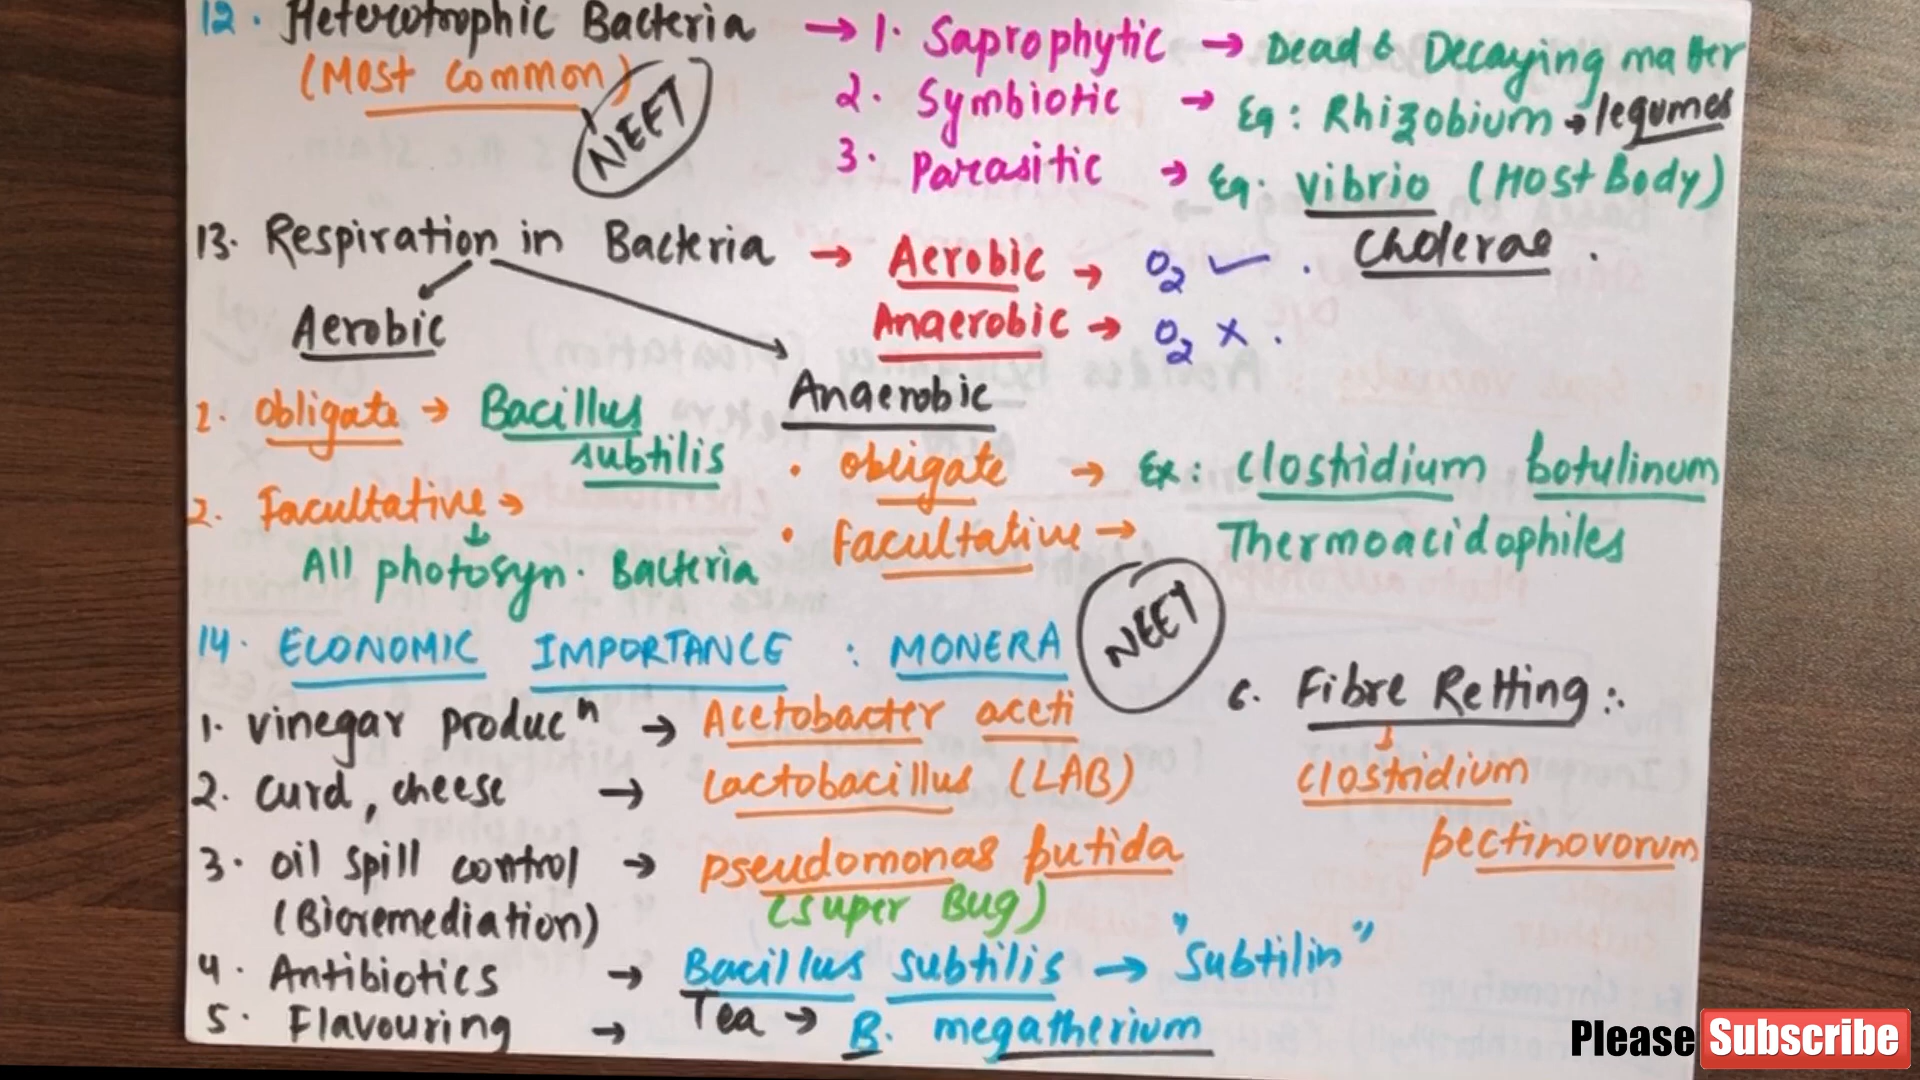 12. Heterotrophic Bacteria → 1. Saprophytic → Dead & Decaying matter
(Most common)
NEET
2. Symbiotic → Eg: Rhizobium → legumes
3. Parasitic → Eg. Vibrio (Host Body)
Cholerae.
13. Respiration in Bacteria → Aerobic → O2 ✓.
Anaerobic → O2 X.
Aerobic
1. Obligate → Bacillus
subtilis
2. Facultative →
All photosyn. Bacteria
Anaerobic
• obligate → Ex: Clostridium botulinum
• Facultative → Thermoacidophiles
14. ECONOMIC IMPORTANCE : MONERA
NEET
1. Vinegar producⁿ → Acetobacter aceti
2. Curd, cheese → Lactobacillus (LAB)
3. Oil spill control → Pseudomonas putida
(Bioremediation) (Super Bug)
4. Antibiotics → Bacillus subtilis → "Subtilin"
5. Flavouring → Tea → B. megatherium
6. Fibre Retting :.
Clostridium
pectinovorum
Please Subscribe